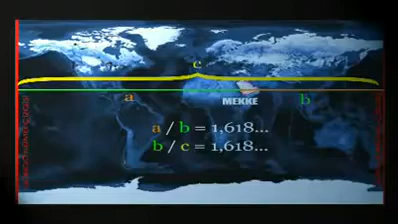 c
a
b
MEKKE
a / b = 1,618...
b / c = 1,618...